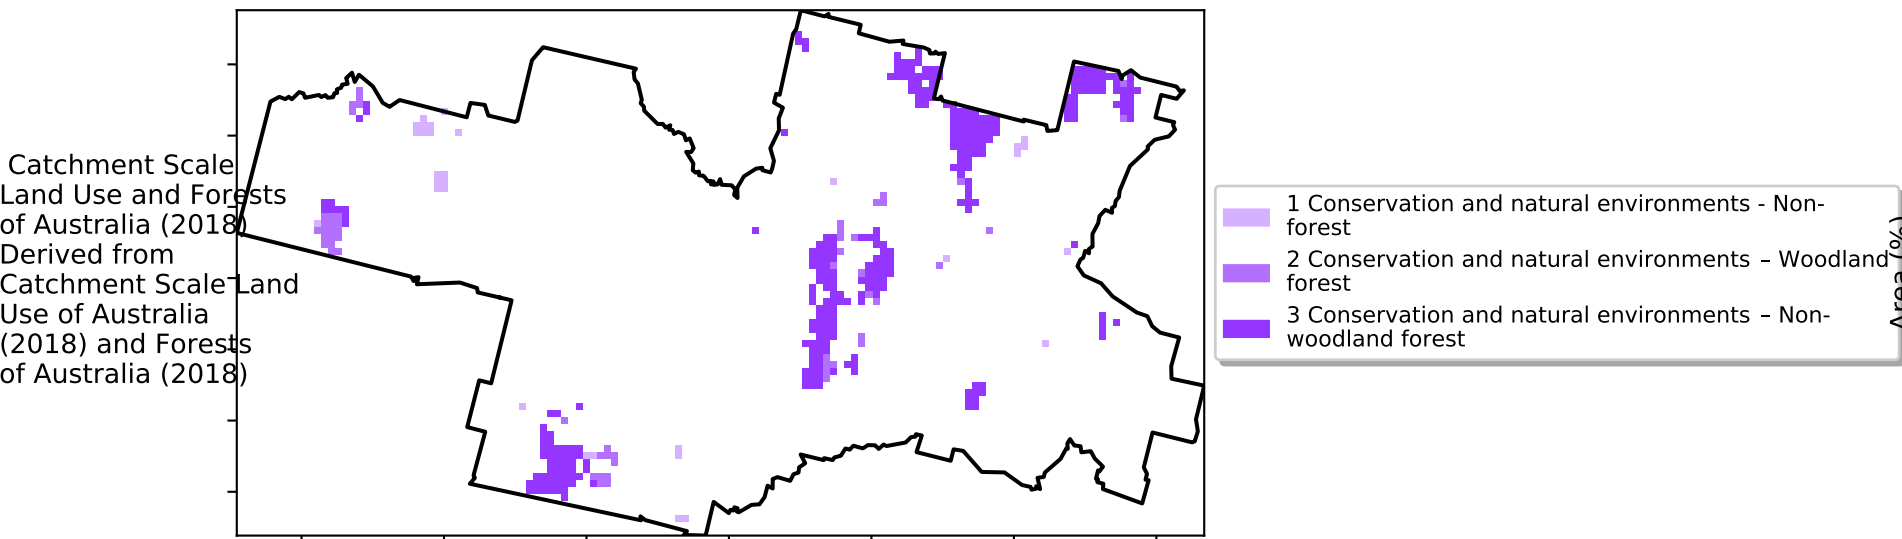 Catchment Scale
Land Use and Forests
of Australia (2018)
Derived from
Catchment Scale Land
Use of Australia
(2018) and Forests
of Australia (2018)
1 Conservation and natural environments - Non-
forest
2 Conservation and natural environments – Woodland
forest
3 Conservation and natural environments – Non-
woodland forest
Area (%)